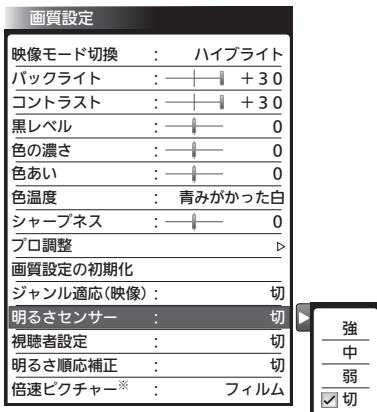 画質設定
映像モード切換 : ハイブライト
バックライト : +30
コントラスト : +30
黒レベル : 0
色の濃さ : 0
色あい : 0
色温度 : 青みがかった白
シャープネス : 0
プロ調整
画質設定の初期化
ジャンル適応(映像) : 切
明るさセンサー : 切
視聴者設定 : 切
明るさ順応補正 : 切
倍速ピクチャー※ : フィルム
強
中
弱
切